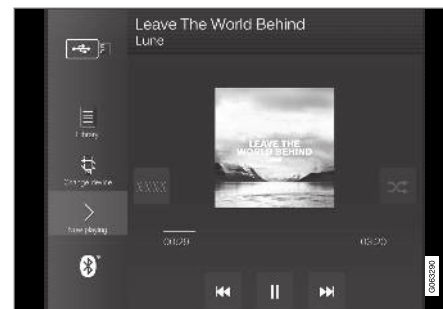 Leave The World Behind
Lune
Library
Change device
Now playing
LEAVE THE
WORLD BEHIND
XXXX
00:29
03:20
G063290